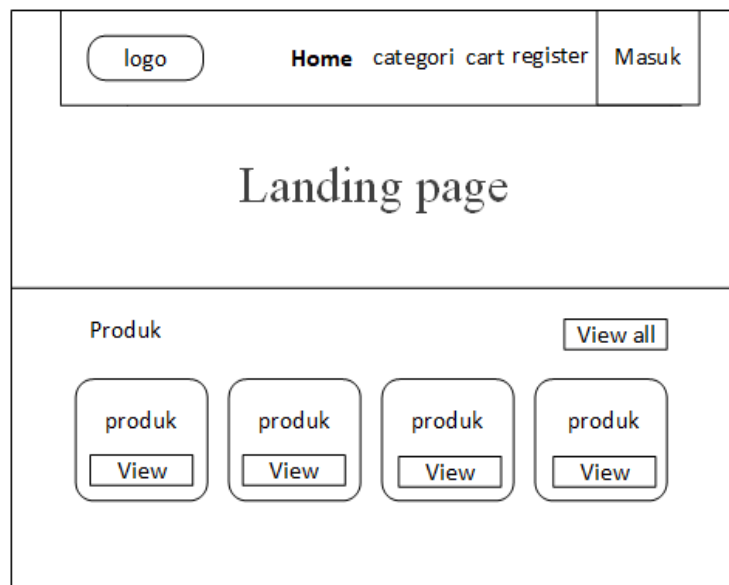 logo Home categori cart register Masuk
Landing page
Produk View all
produk produk produk produk
View View View View